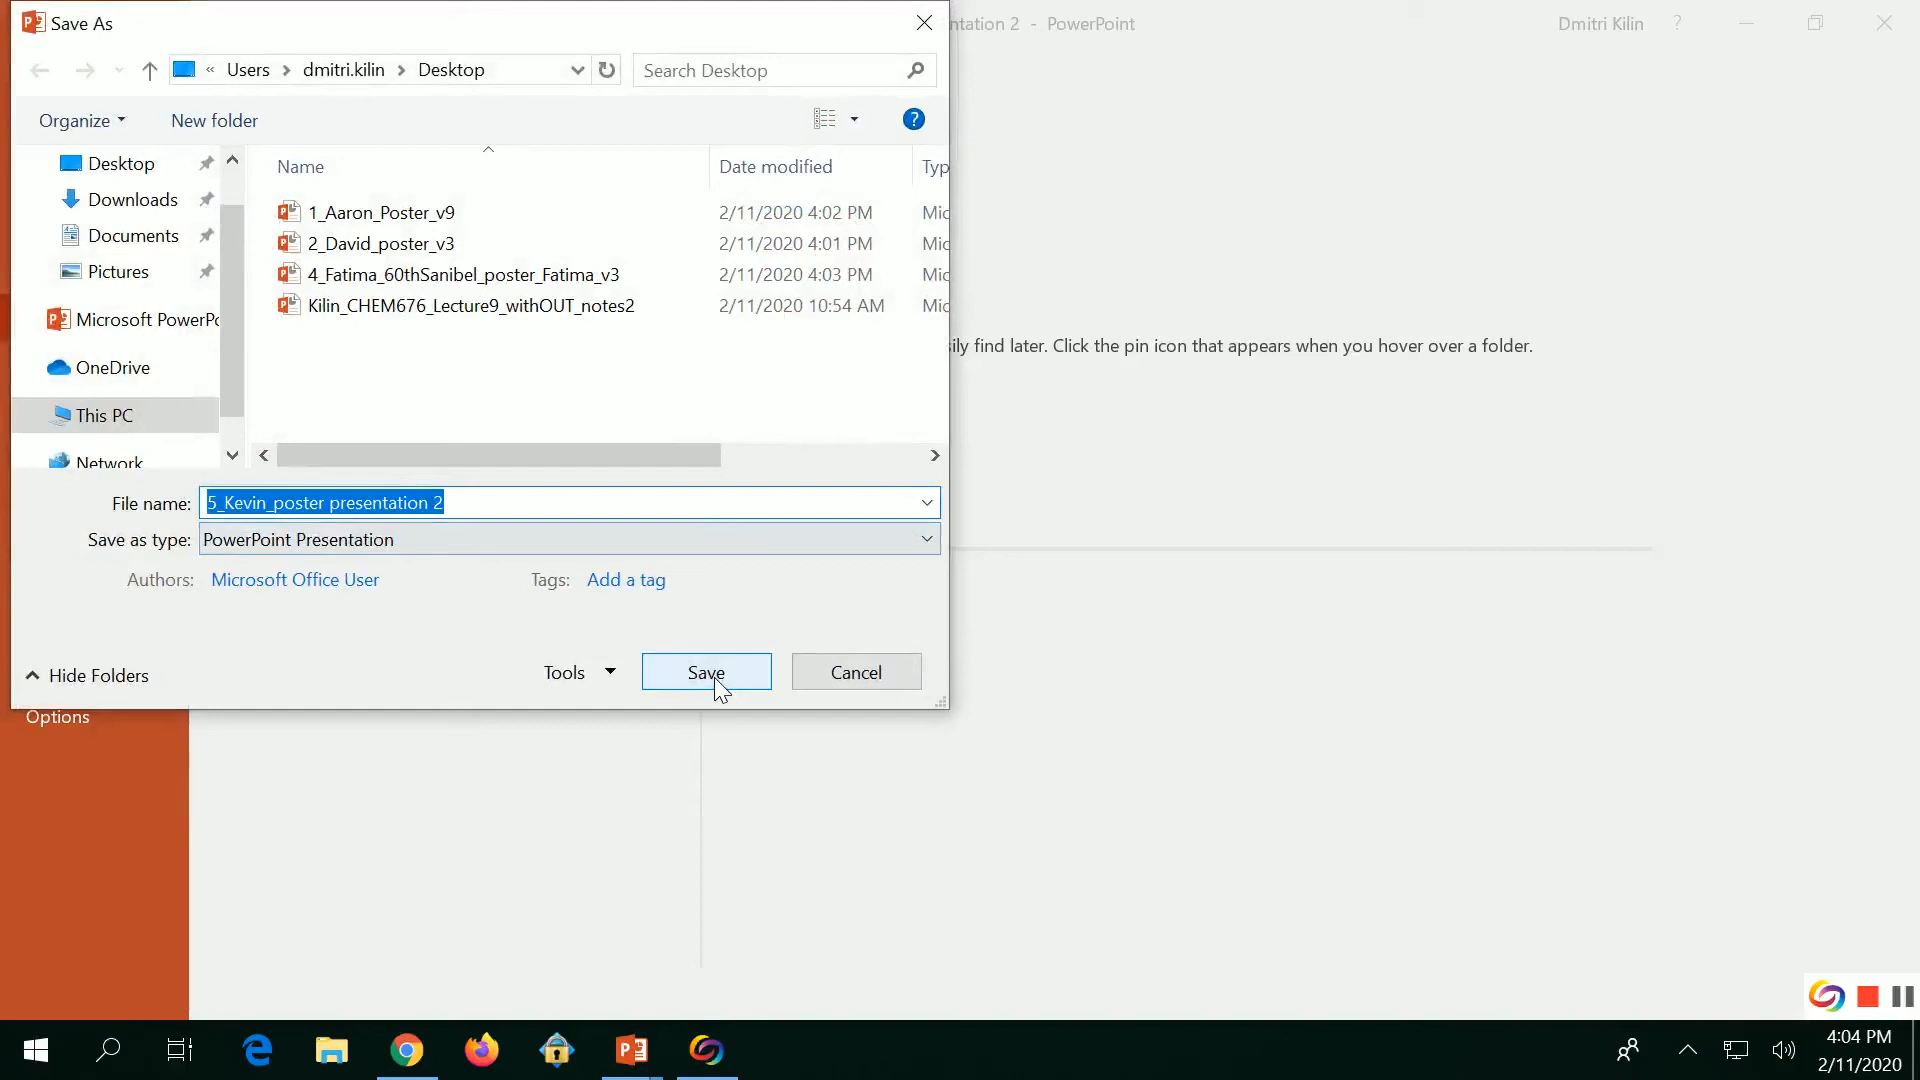 Save As
ntation 2 - PowerPoint
Dmitri Kilin
?
« Users > dmitri.kilin > Desktop
Search Desktop
Organize
New folder
?
Desktop
Downloads
Documents
Pictures
Microsoft PowerPo
OneDrive
This PC
Network
Name
Date modified
Typ
1_Aaron_Poster_v9
2/11/2020 4:02 PM
Mic
2_David_poster_v3
2/11/2020 4:01 PM
Mic
4_Fatima_60thSanibel_poster_Fatima_v3
2/11/2020 4:03 PM
Mic
Kilin_CHEM676_Lecture9_withOUT_notes2
2/11/2020 10:54 AM
Mic
ily find later. Click the pin icon that appears when you hover over a folder.
File name: 5_Kevin_poster presentation 2
Save as type: PowerPoint Presentation
Authors: Microsoft Office User
Tags: Add a tag
Hide Folders
Tools
Save
Cancel
Options
4:04 PM
2/11/2020